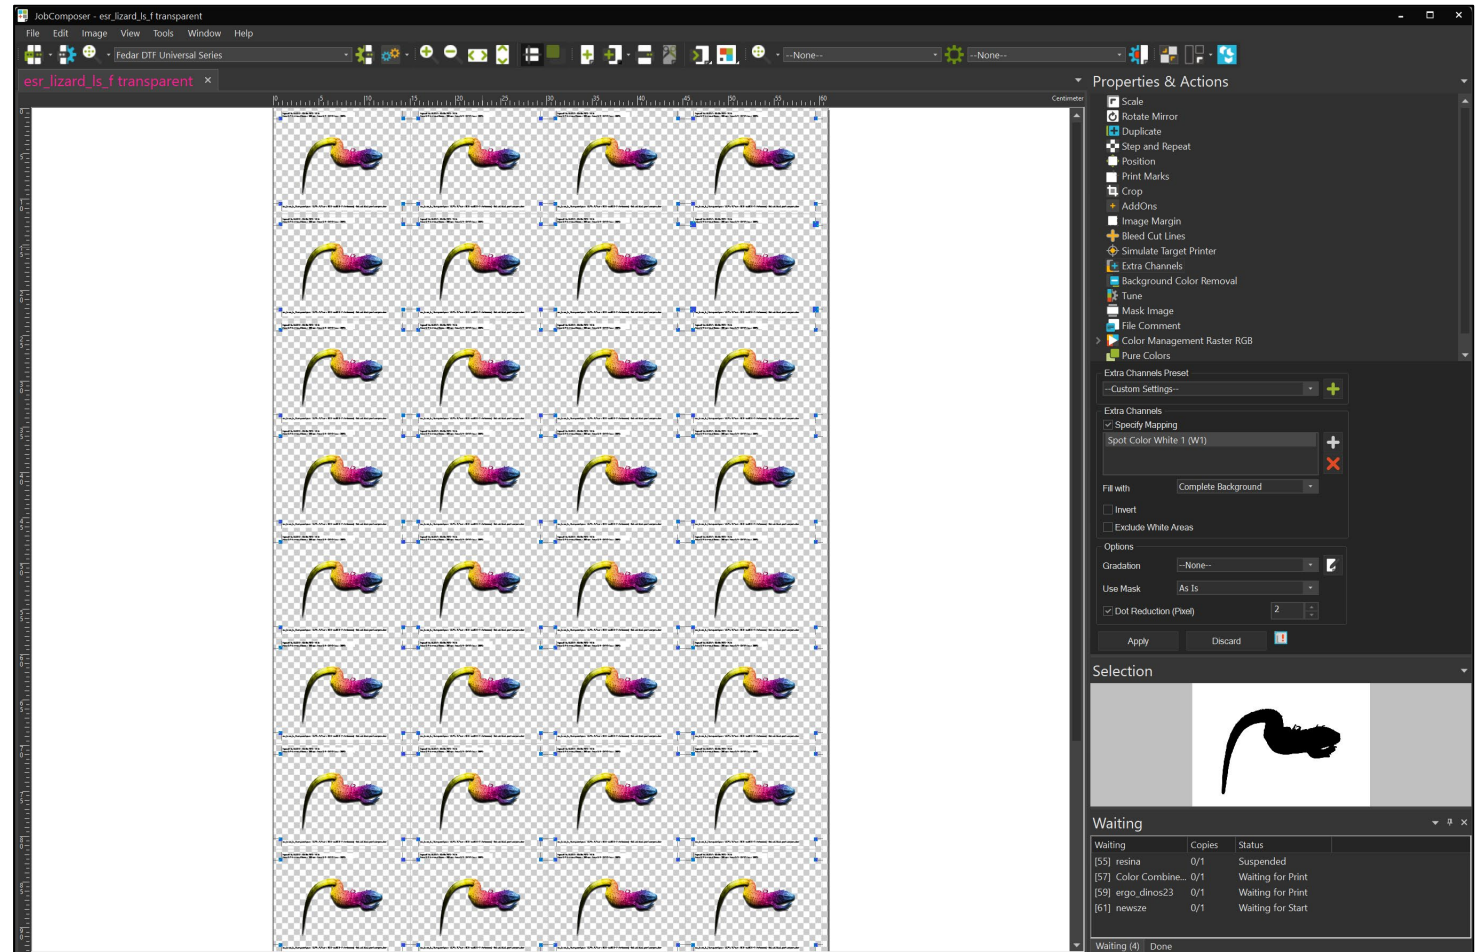 JobComposer - esr_lizard_ls_f transparent
File Edit Image View Tools Window Help
Fedar DTF Universal Series --None-- --None--
esr_lizard_ls_f transparent ×
Centimeter
Properties & Actions
Scale
Rotate Mirror
Duplicate
Step and Repeat
Position
Print Marks
Crop
AddOns
Image Margin
Bleed Cut Lines
Simulate Target Printer
Extra Channels
Background Color Removal
Tune
Mask Image
File Comment
Color Management Raster RGB
Pure Colors
Extra Channels Preset
--Custom Settings--
Extra Channels
Specify Mapping
Spot Color White 1 (W1)
Fill with Complete Background
Invert
Exclude White Areas
Options
Gradation --None--
Use Mask As Is
Dot Reduction (Pixel) 2
Apply Discard
Selection
Waiting
Waiting Copies Status
[55] resina 0/1 Suspended
[57] Color Combine... 0/1 Waiting for Print
[59] ergo_dinos23 0/1 Waiting for Print
[61] newsze 0/1 Waiting for Start
Waiting (4) Done